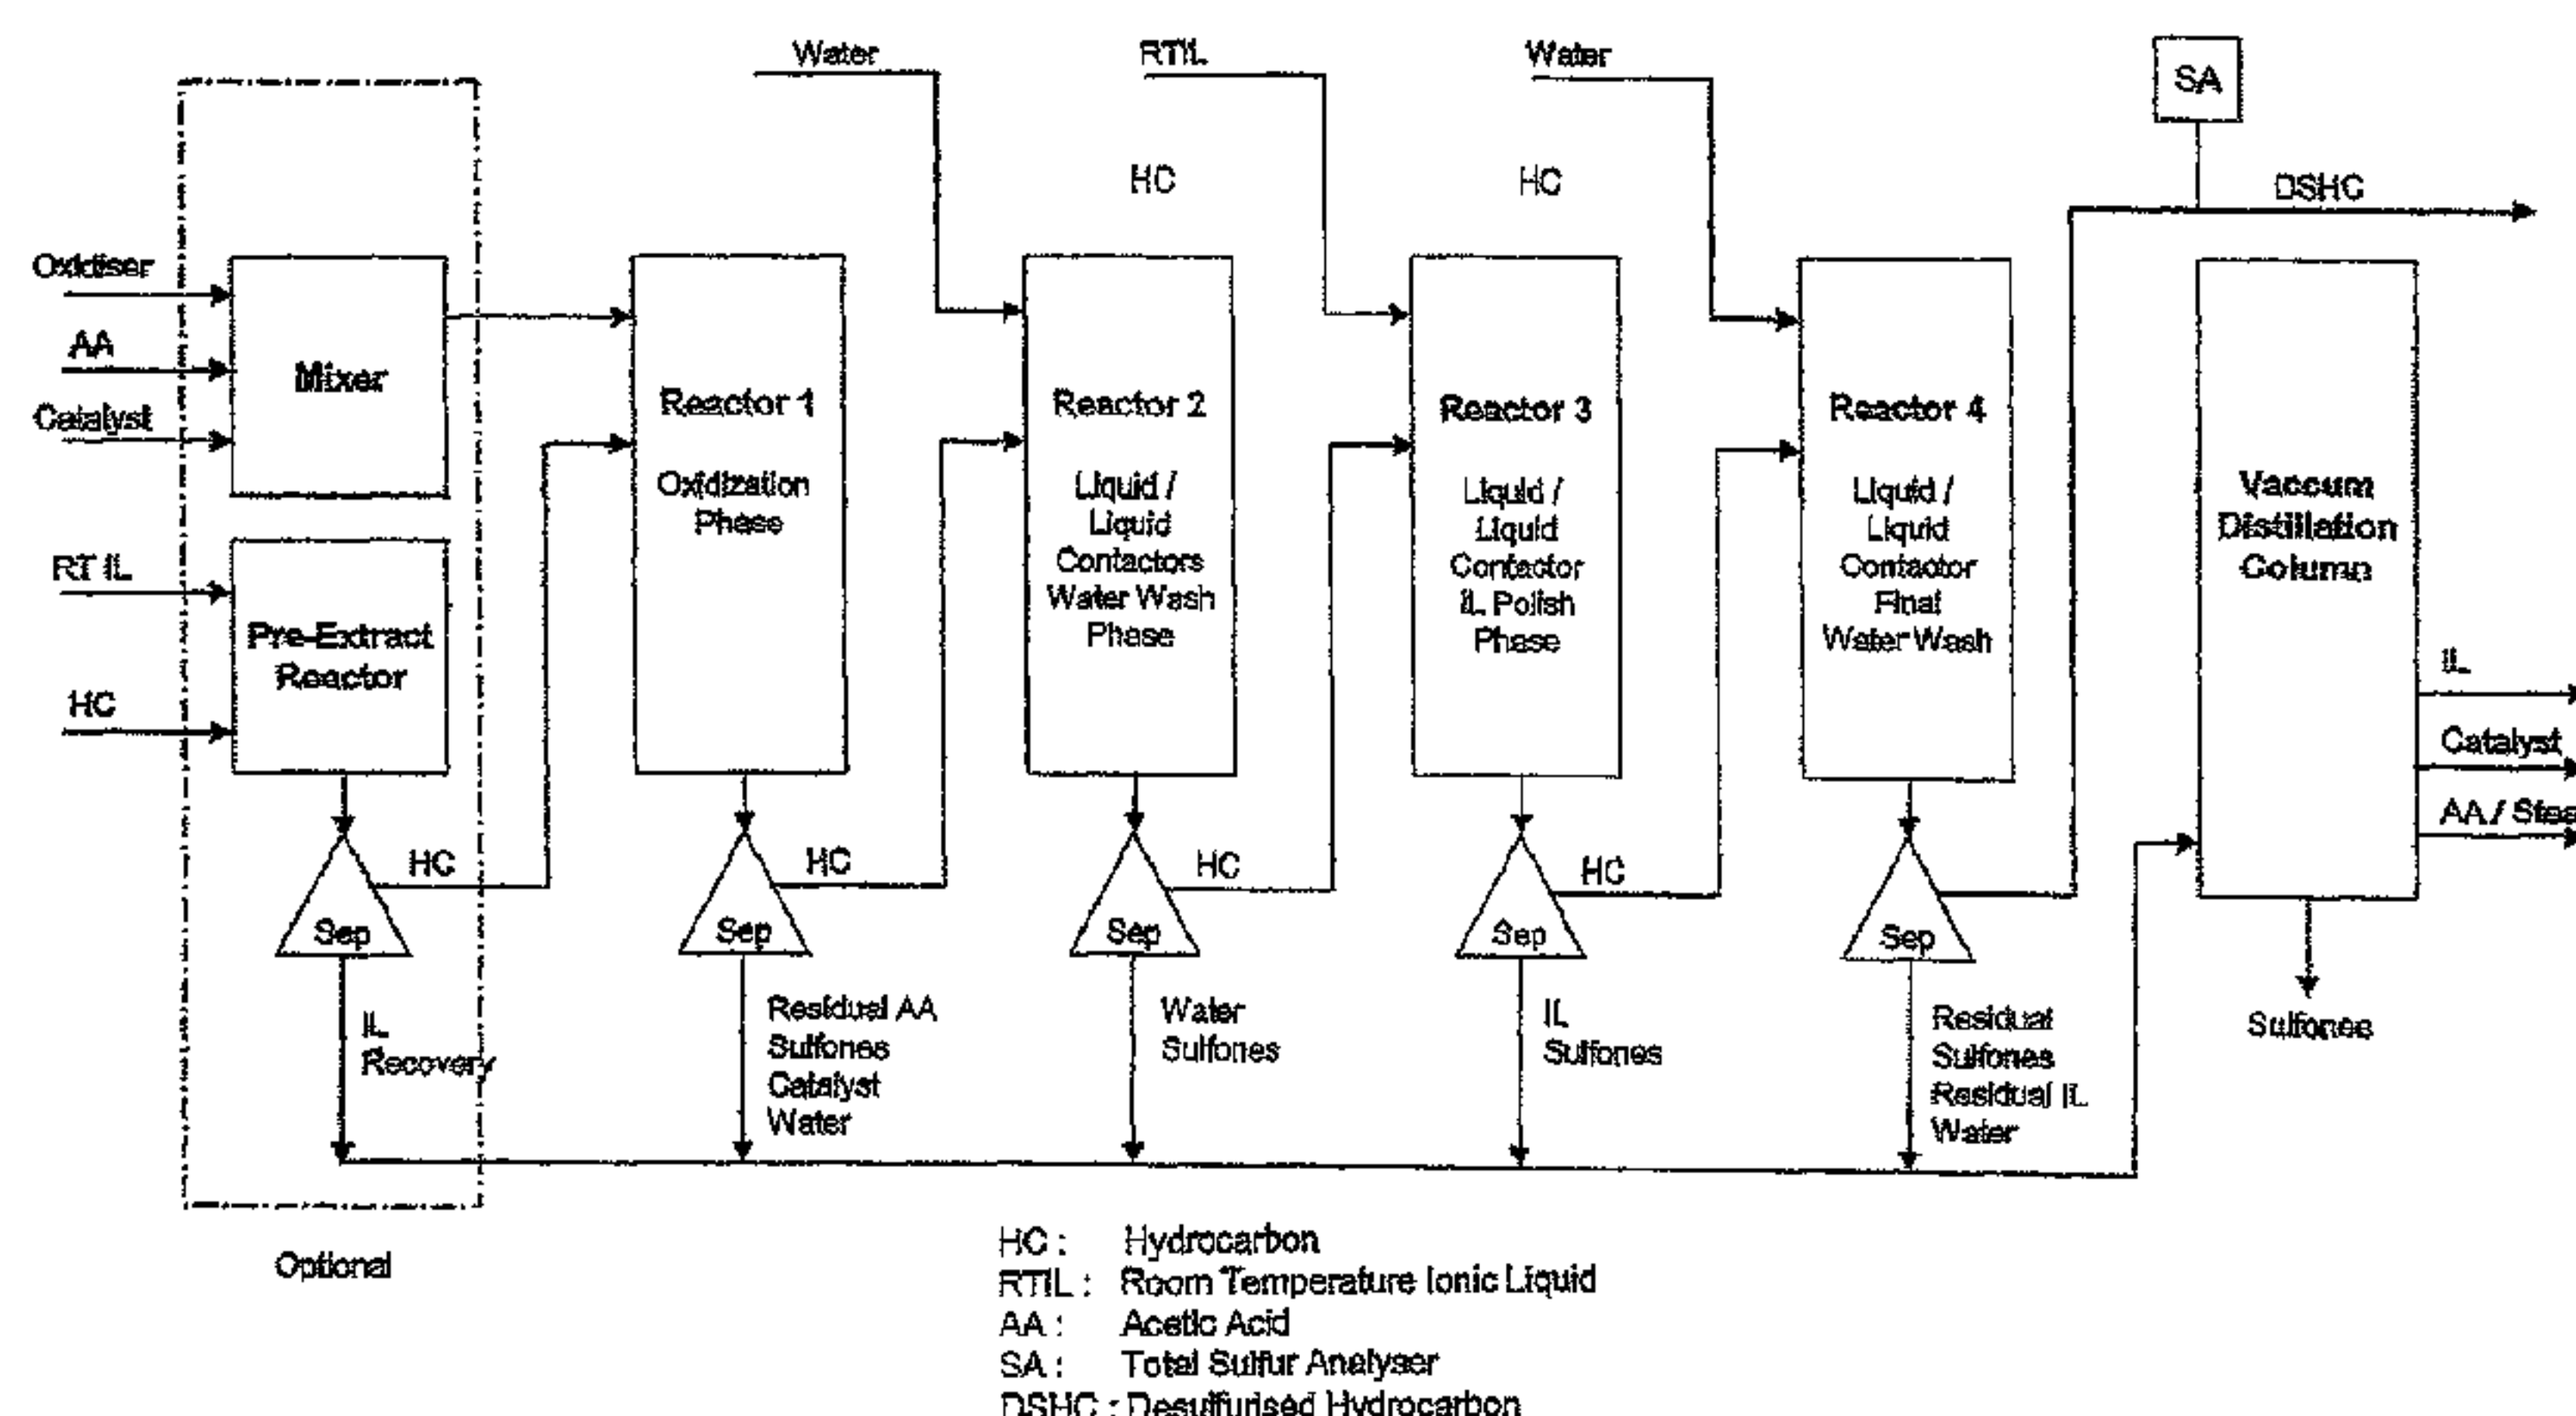 Water
RTIL
Water
SA
HC
HC
DSHC
Oxidiser
AA
Catalyst
Mixer
RT IL
HC
Pre-Extract
Reactor
Reactor 1
Oxidization
Phase
Reactor 2
Liquid /
Liquid
Contactors
Water Wash
Phase
Reactor 3
Liquid /
Liquid
Contactor
IL Polish
Phase
Reactor 4
Liquid /
Liquid
Contactor
Final
Water Wash
Vaccum
Distillation
Column
IL
Catalyst
AA / Stea
HC
HC
HC
HC
Sep
Sep
Sep
Sep
Sep
IL
Recovery
Residual AA
Sulfones
Catalyst
Water
Water
Sulfones
IL
Sulfones
Residual
Sulfones
Residual IL
Water
Sulfones
Optional
HC : Hydrocarbon
RTIL : Room Temperature Ionic Liquid
AA : Acetic Acid
SA : Total Sulfur Analyser
DSHC : Desulfurised Hydrocarbon